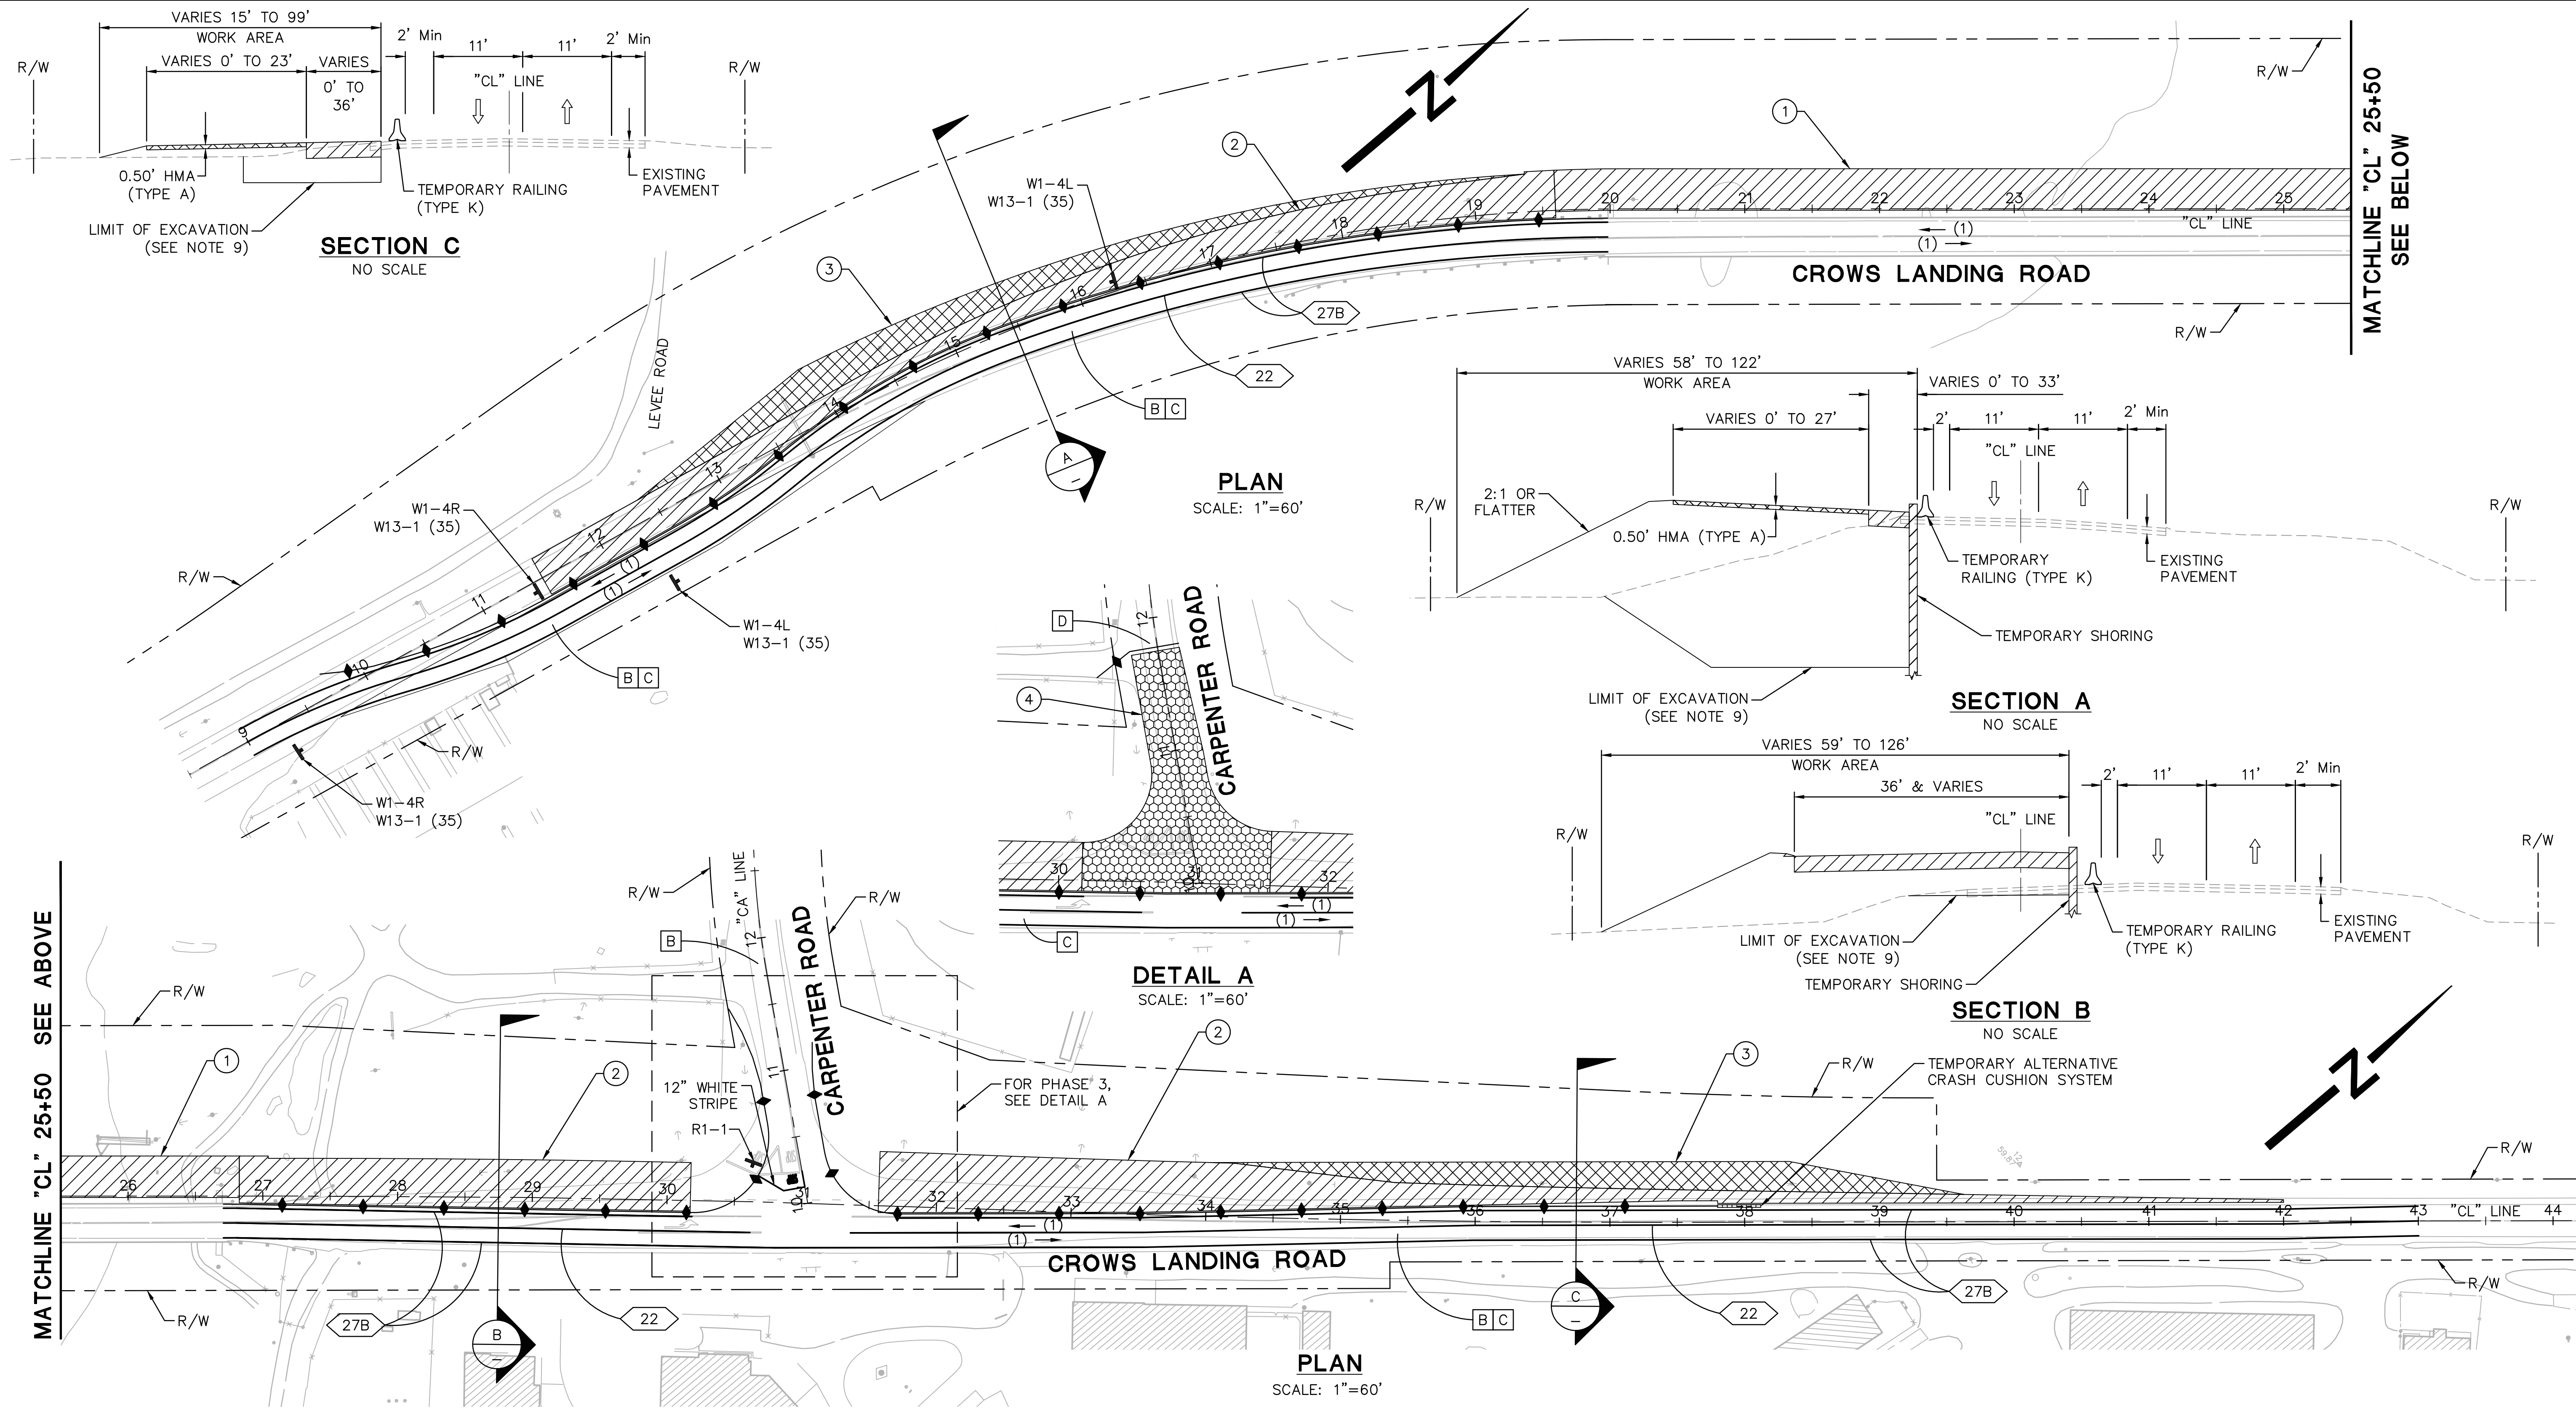 VARIES 15' TO 99'
WORK AREA
VARIES 0' TO 23'
VARIES
0' TO
36'
2' Min
11'
11'
2' Min
"CL" LINE
R/W
R/W
0.50' HMA
(TYPE A)
TEMPORARY RAILING
(TYPE K)
EXISTING
PAVEMENT
LIMIT OF EXCAVATION
(SEE NOTE 9)
SECTION C
NO SCALE
N
R/W
1
2
3
W1-4L
W13-1 (35)
LEVEE ROAD
9
10
11
12
13
14
15
16
17
18
19
20
21
22
23
24
25
"CL" LINE
(1)
(1)
CROWS LANDING ROAD
R/W
MATCHLINE "CL" 25+50
SEE BELOW
27B
22
B C
A
–
PLAN
SCALE: 1"=60'
W1-4R
W13-1 (35)
R/W
(1)
(1)
W1-4L
W13-1 (35)
B C
R/W
W1-4R
W13-1 (35)
VARIES 58' TO 122'
WORK AREA
VARIES 0' TO 33'
VARIES 0' TO 27'
2'
11'
11'
2' Min
"CL" LINE
R/W
R/W
2:1 OR
FLATTER
0.50' HMA (TYPE A)
TEMPORARY
RAILING (TYPE K)
EXISTING
PAVEMENT
TEMPORARY SHORING
LIMIT OF EXCAVATION
(SEE NOTE 9)
SECTION A
NO SCALE
D
12
CARPENTER ROAD
4
11
10
30
31
32
(1)
(1)
C
DETAIL A
SCALE: 1"=60'
VARIES 59' TO 126'
WORK AREA
36' & VARIES
2'
11'
11'
2' Min
"CL" LINE
R/W
R/W
LIMIT OF EXCAVATION
(SEE NOTE 9)
TEMPORARY RAILING
(TYPE K)
EXISTING
PAVEMENT
TEMPORARY SHORING
SECTION B
NO SCALE
MATCHLINE "CL" 25+50 SEE ABOVE
R/W
1
2
R/W
"CA" LINE
R/W
B
12
11
10
CARPENTER ROAD
12" WHITE
STRIPE
R1-1
FOR PHASE 3,
SEE DETAIL A
2
3
R/W
TEMPORARY ALTERNATIVE
CRASH CUSHION SYSTEM
N
R/W
26
27
28
29
30
31
32
33
34
35
36
37
38
39
40
41
42
43
"CL" LINE
44
(1)
(1)
CROWS LANDING ROAD
R/W
R/W
27B
22
B
–
B C
C
–
22
27B
PLAN
SCALE: 1"=60'